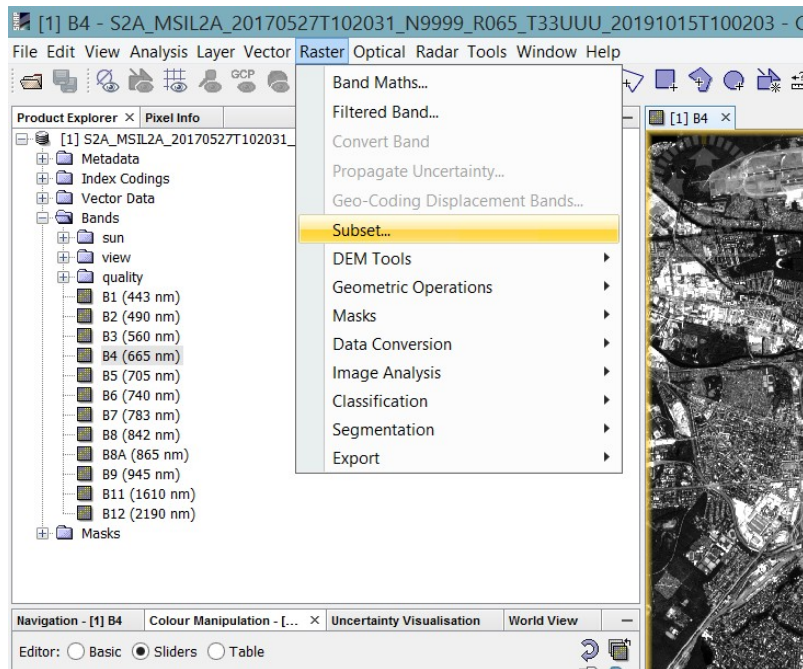 [1] B4 - S2A_MSIL2A_20170527T102031_N9999_R065_T33UUU_20191015T100203 - 
File Edit View Analysis Layer Vector Raster Optical Radar Tools Window Help
GCP
Product Explorer × Pixel Info
[1] S2A_MSIL2A_20170527T102031_
Metadata
Index Codings
Vector Data
Bands
sun
view
quality
B1 (443 nm)
B2 (490 nm)
B3 (560 nm)
B4 (665 nm)
B5 (705 nm)
B6 (740 nm)
B7 (783 nm)
B8 (842 nm)
B8A (865 nm)
B9 (945 nm)
B11 (1610 nm)
B12 (2190 nm)
Masks
Band Maths...
Filtered Band...
Convert Band
Propagate Uncertainty...
Geo-Coding Displacement Bands...
Subset...
DEM Tools
Geometric Operations
Masks
Data Conversion
Image Analysis
Classification
Segmentation
Export
[1] B4 ×
Navigation - [1] B4 Colour Manipulation - [... × Uncertainty Visualisation World View
Editor: Basic Sliders Table